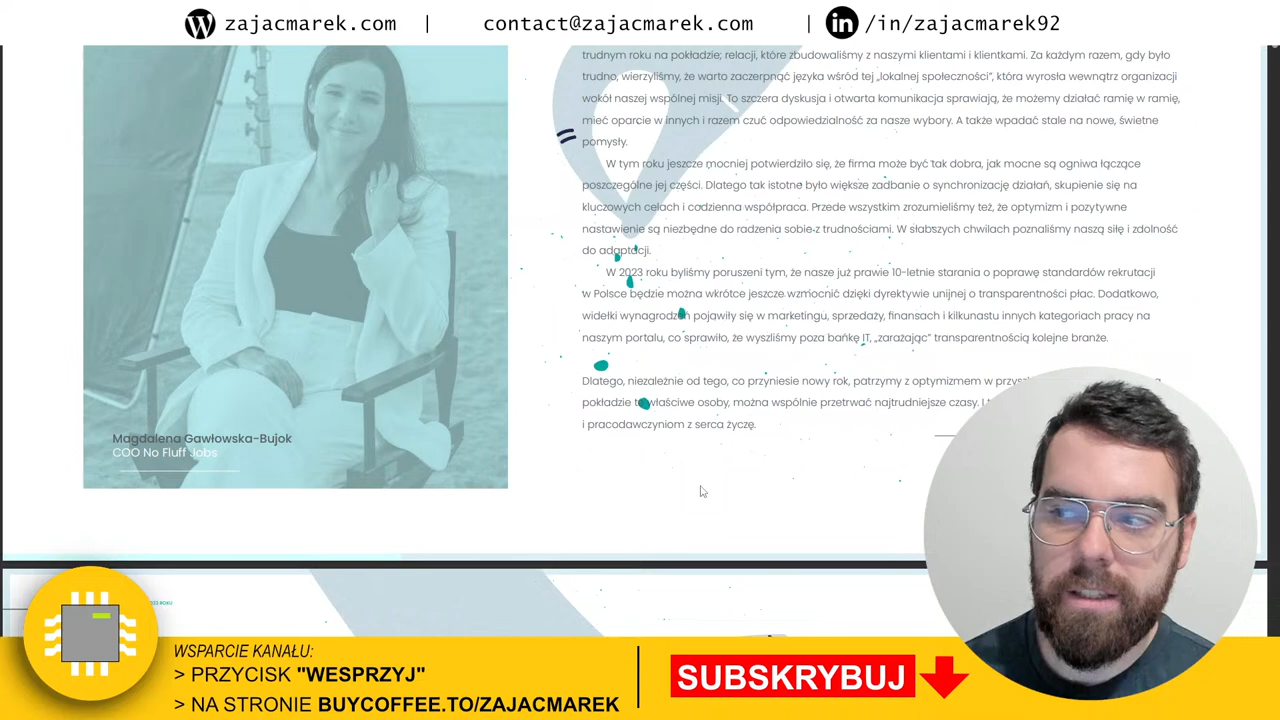 zajacmarek.com | contact@zajacmarek.com | /in/zajacmarek92
trudnym roku na pokładzie; relacji, które zbudowaliśmy z naszymi klientami i klientkami. Za każdym razem, gdy było
trudno, wierzyliśmy, że warto zaczerpnąć języka wśród tej „lokalnej społeczności”, która wyrosła wewnątrz organizacji
wokół naszej wspólnej misji. To szczera dyskusja i otwarta komunikacja sprawiają, że możemy działać ramię w ramię,
mieć oparcie w innych i razem czuć odpowiedzialność za nasze wybory. A także wpadać stale na nowe, świetne
pomysły.
W tym roku jeszcze mocniej potwierdziło się, że firma może być tak dobra, jak mocne są ogniwa łączące
poszczególne jej części. Dlatego tak istotne było większe zadbanie o synchronizację działań, skupienie się na
kluczowych celach i codzienna współpraca. Przede wszystkim zrozumieliśmy też, że optymizm i pozytywne
nastawienie są niezbędne do radzenia sobie z trudnościami. W słabszych chwilach poznaliśmy naszą siłę i zdolność
do adaptacji.
W 2023 roku byliśmy poruszeni tym, że nasze już prawie 10-letnie starania o poprawę standardów rekrutacji
w Polsce będzie można wkrótce jeszcze wzmocnić dzięki dyrektywie unijnej o transparentności płac. Dodatkowo,
widełki wynagrodzeń pojawiły się w marketingu, sprzedaży, finansach i kilkunastu innych kategoriach pracy na
naszym portalu, co sprawiło, że wyszliśmy poza bańkę IT, „zarażając” transparentnością kolejne branże.
Dlatego, niezależnie od tego, co przyniesie nowy rok, patrzymy z optymizmem w
pokładzie te właściwe osoby, można wspólnie przetrwać najtrudniejsze czasy.
i pracodawczyniom z serca życzę.
Magdalena Gawłowska-Bujok
COO No Fluff Jobs
2023 ROKU
WSPARCIE KANAŁU:
> PRZYCISK "WESPRZYJ"
> NA STRONIE BUYCOFFEE.TO/ZAJACMAREK
SUBSKRYBUJ